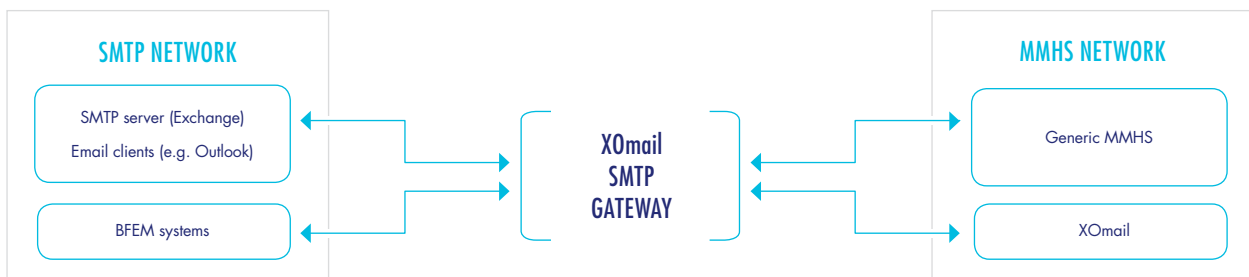 SMTP NETWORK
SMTP server (Exchange)
Email clients (e.g. Outlook)
BFEM systems
XOmail
SMTP
GATEWAY
MMHS NETWORK
Generic MMHS
XOmail